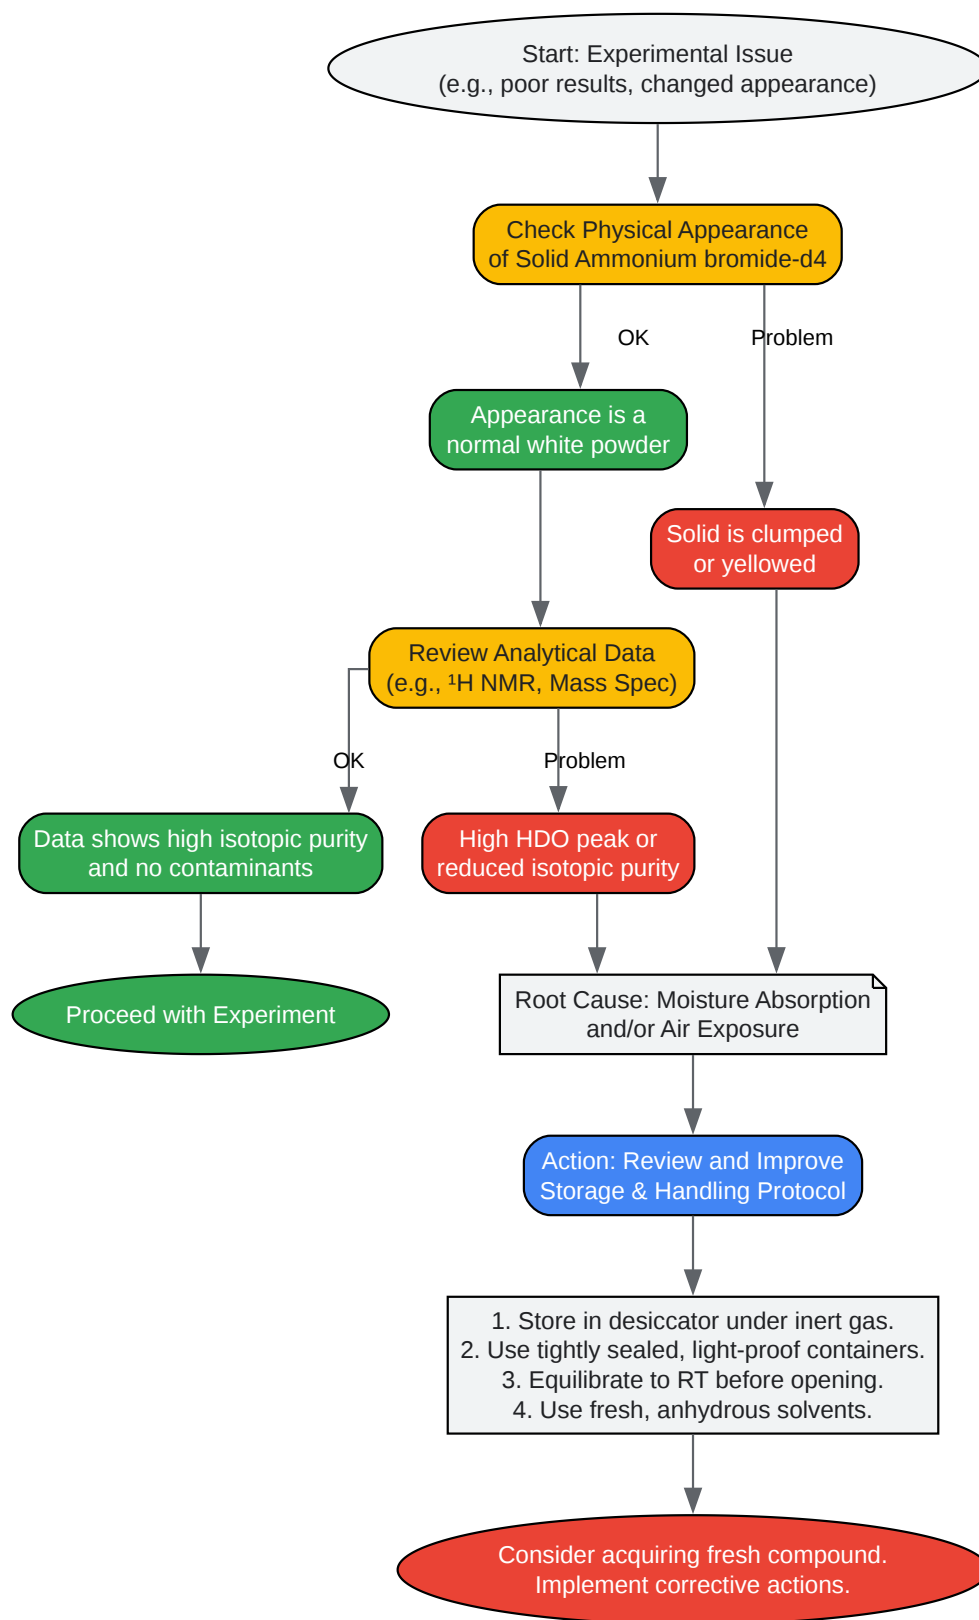 Start: Experimental Issue
(e.g., poor results, changed appearance)
Check Physical Appearance
of Solid Ammonium bromide-d4
OK
Problem
Appearance is a
normal white powder
Solid is clumped
or yellowed
Review Analytical Data
(e.g., ¹H NMR, Mass Spec)
OK
Problem
Data shows high isotopic purity
and no contaminants
High HDO peak or
reduced isotopic purity
Proceed with Experiment
Root Cause: Moisture Absorption
and/or Air Exposure
Action: Review and Improve
Storage & Handling Protocol
1. Store in desiccator under inert gas.
2. Use tightly sealed, light-proof containers.
3. Equilibrate to RT before opening.
4. Use fresh, anhydrous solvents.
Consider acquiring fresh compound.
Implement corrective actions.